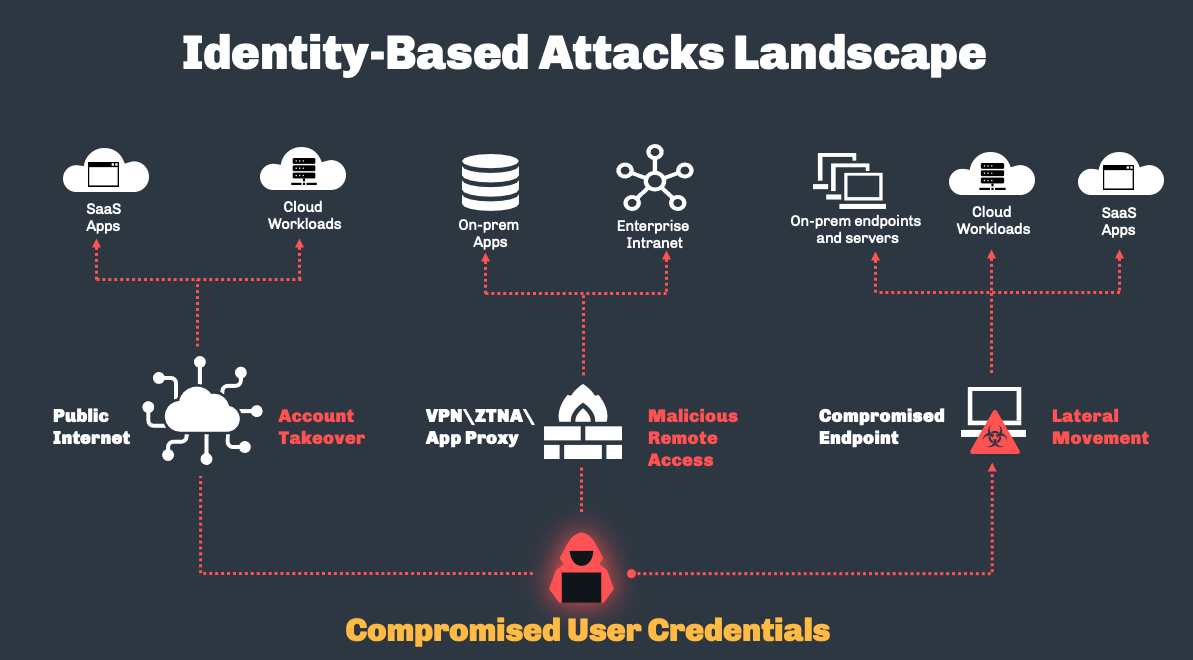 Identity-Based Attacks Landscape
SaaS
Apps
Cloud
Workloads
On-prem
Apps
Enterprise
Intranet
On-prem endpoints
and servers
Cloud
Workloads
SaaS
Apps
Public
Internet
Account
Takeover
VPN\ZTNA\
App Proxy
Malicious
Remote
Access
Compromised
Endpoint
Lateral
Movement
Compromised User Credentials